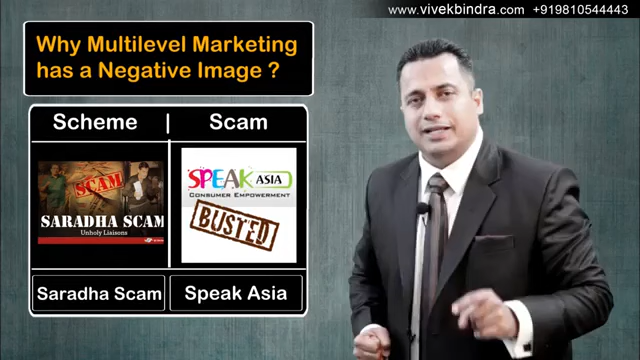 www.vivekbindra.com +919810544443
Why Multilevel Marketing
has a Negative Image ?
Scheme | Scam
SCAM
SARADHA SCAM
Unholy Liaisons
SPEAK ASIA
CONSUMER EMPOWERMENT
BUSTED
Saradha Scam
Speak Asia